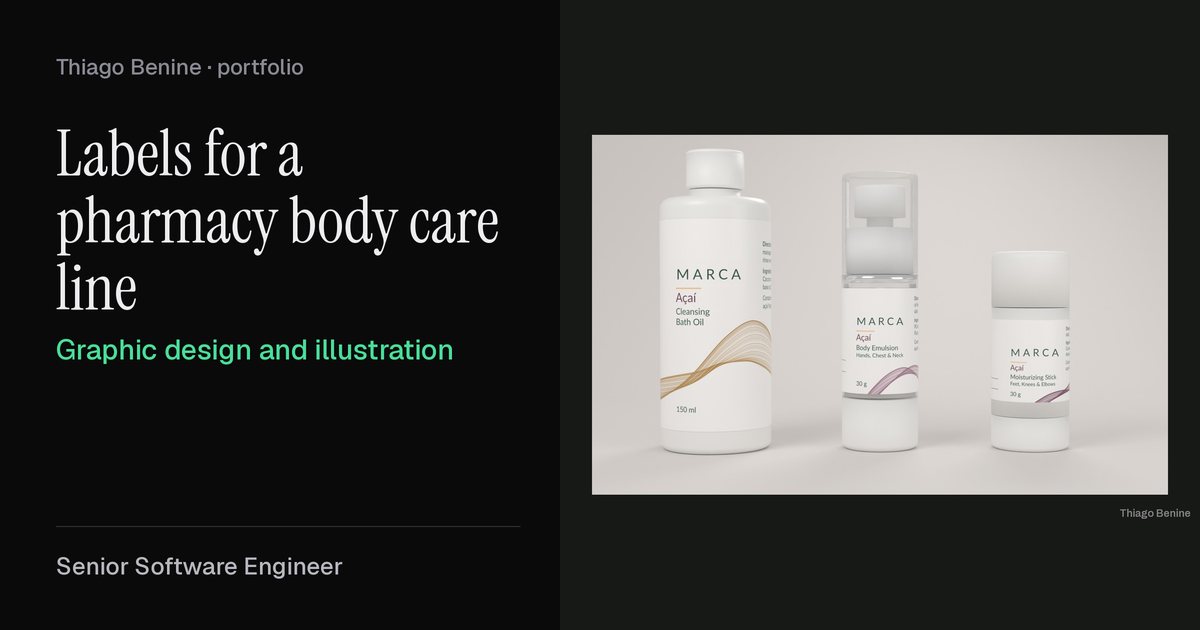 Thiago Benine · portfolio
Labels for a
pharmacy body care
line
Graphic design and illustration
Senior Software Engineer
MARCA
Açaí
Cleansing
Bath Oil
150 ml
MARCA
Açaí
Body Emulsion
Hands, Chest & Neck
30 g
MARCA
Açaí
Moisturizing Stick
Feet, Knees & Elbows
30 g
Thiago Benine